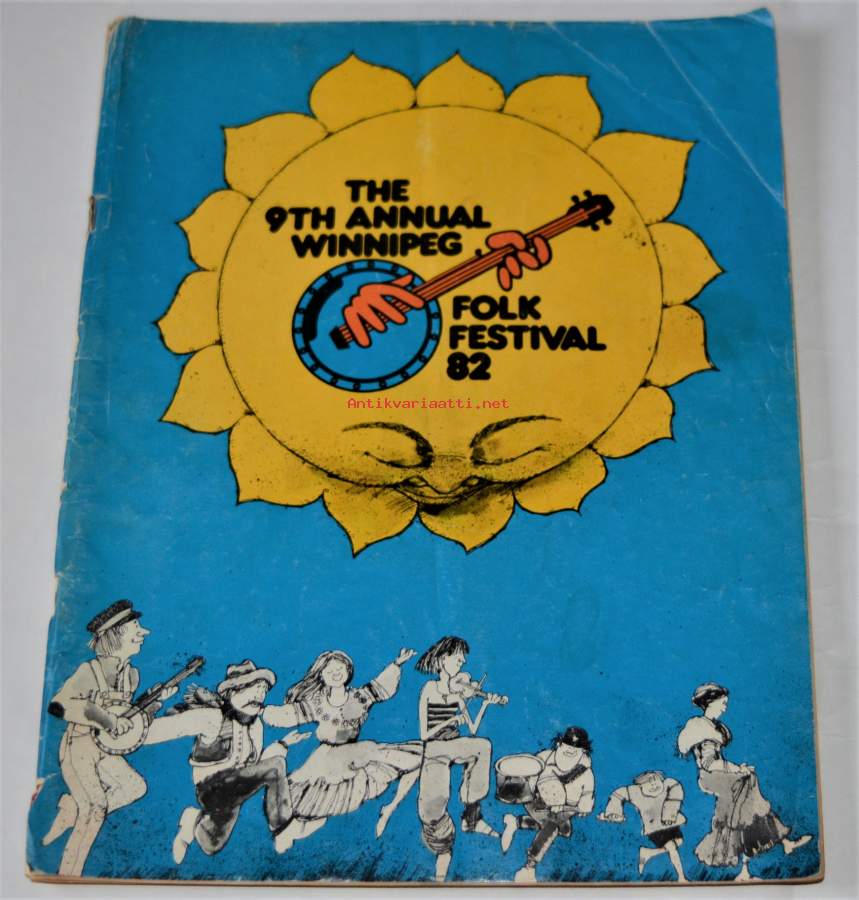 THE
9TH ANNUAL
WINNIPEG
FOLK
FESTIVAL
82
Antikvariaatti.net